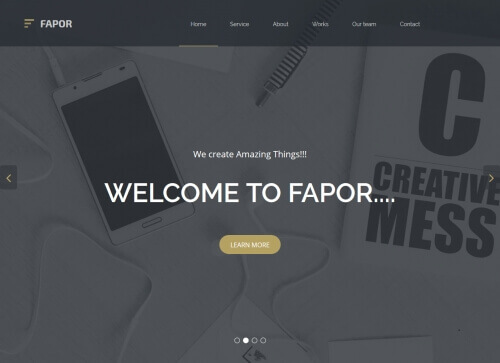 FAPOR
Home Service About Works Our team Contact
We create Amazing Things!!!
WELCOME TO FAPOR....
LEARN MORE
C
CREATIVE
MESS